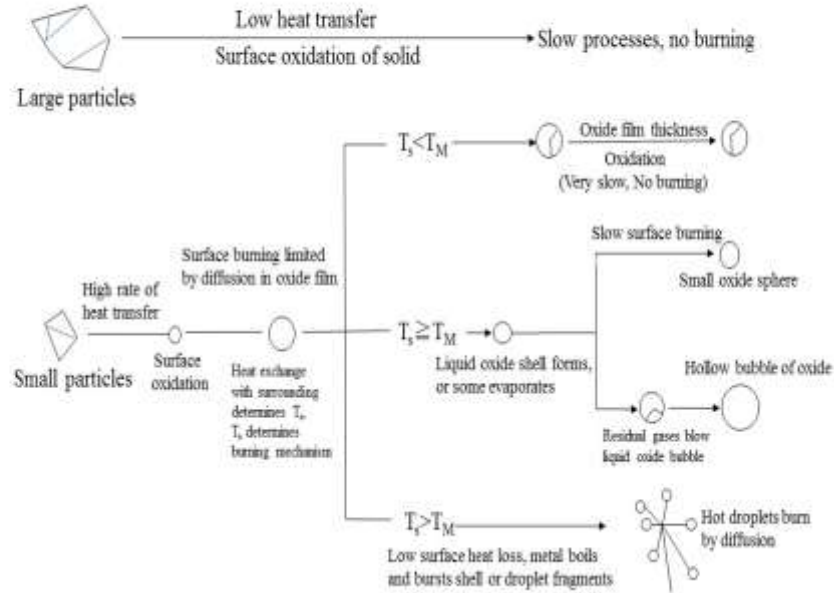 Low heat transfer
Surface oxidation of solid
Slow processes, no burning
Large particles
Tₛ<T_M
Oxide film thickness
Oxidation
(Very slow, No burning)
Surface burning limited
by diffusion in oxide film
High rate of
heat transfer
Small particles
Surface
oxidation
Heat exchange
with surrounding
determines Tₛ,
Tₛ determines
burning mechanism
Tₛ≧T_M
Liquid oxide shell forms,
or some evaporates
Slow surface burning
Small oxide sphere
Hollow bubble of oxide
Residual gases blow
liquid oxide bubble
Tₛ>T_M
Low surface heat loss, metal boils
and bursts shell or droplet fragments
Hot droplets burn
by diffusion